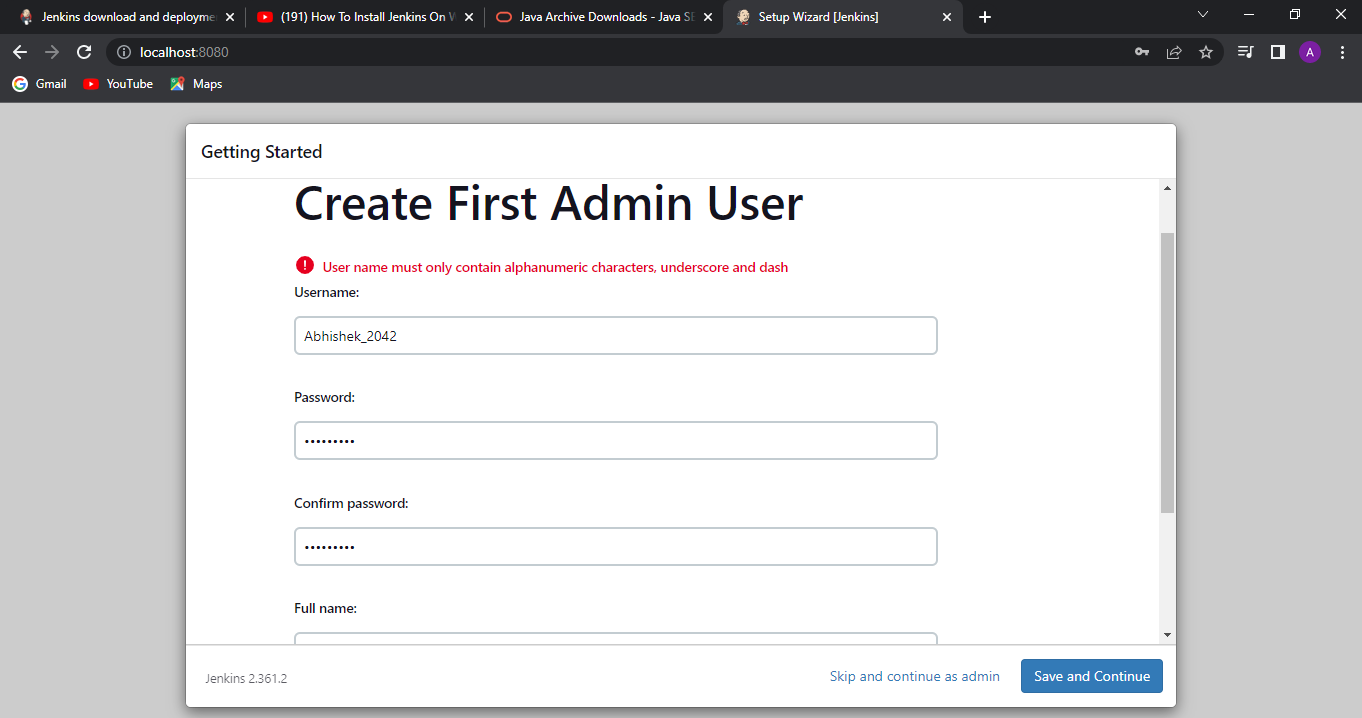 Jenkins download and deployme
(191) How To Install Jenkins On W
Java Archive Downloads - Java SE
Setup Wizard [Jenkins]
localhost:8080
A
Gmail
YouTube
Maps
Getting Started
Create First Admin User
User name must only contain alphanumeric characters, underscore and dash
Username:
Abhishek_2042
Password:
•••••••••
Confirm password:
•••••••••
Full name:
Jenkins 2.361.2
Skip and continue as admin
Save and Continue